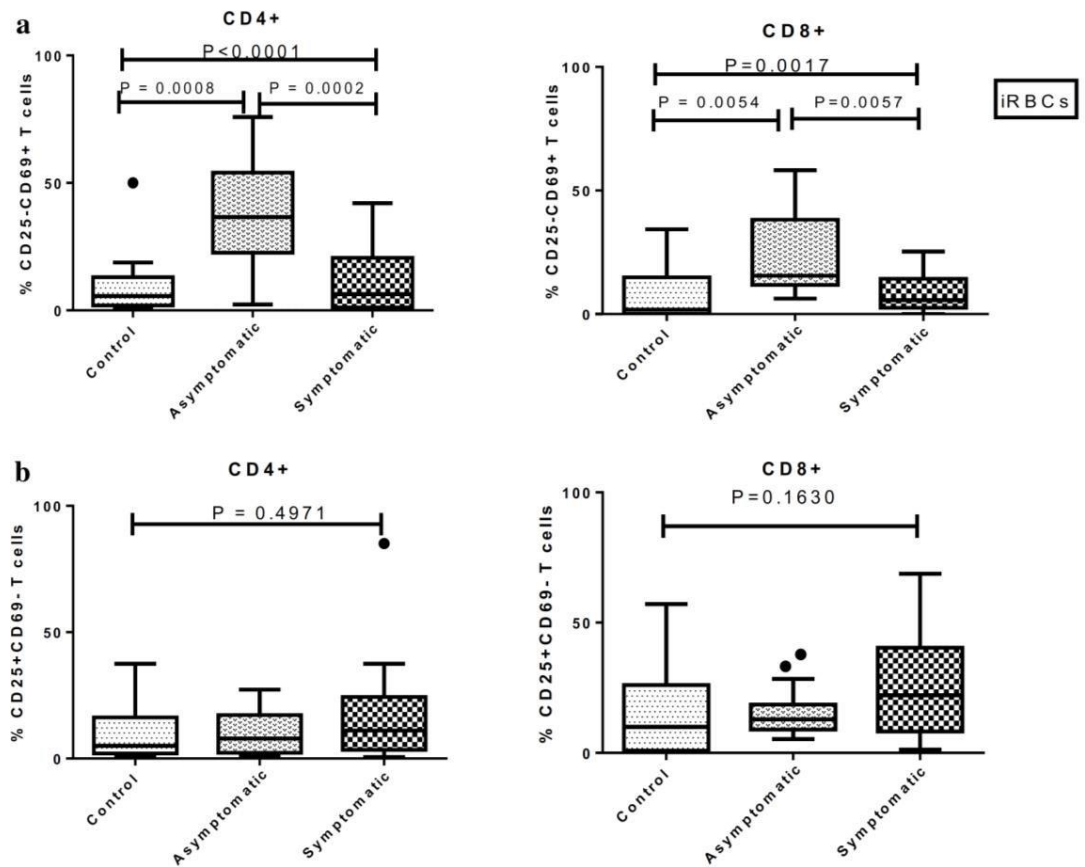 a
CD4+
% CD25-CD69+ T cells
100
50
0
P<0.0001
P = 0.0008
P = 0.0002
Control
Asymptomatic
Symptomatic
CD8+
% CD25-CD69+ T cells
100
50
0
P=0.0017
P = 0.0054
P=0.0057
Control
Asymptomatic
Symptomatic
iRBCs
b
CD4+
% CD25+CD69- T cells
100
50
0
P = 0.4971
Control
Asymptomatic
Symptomatic
CD8+
% CD25+CD69- T cells
100
50
0
P=0.1630
Control
Asymptomatic
Symptomatic